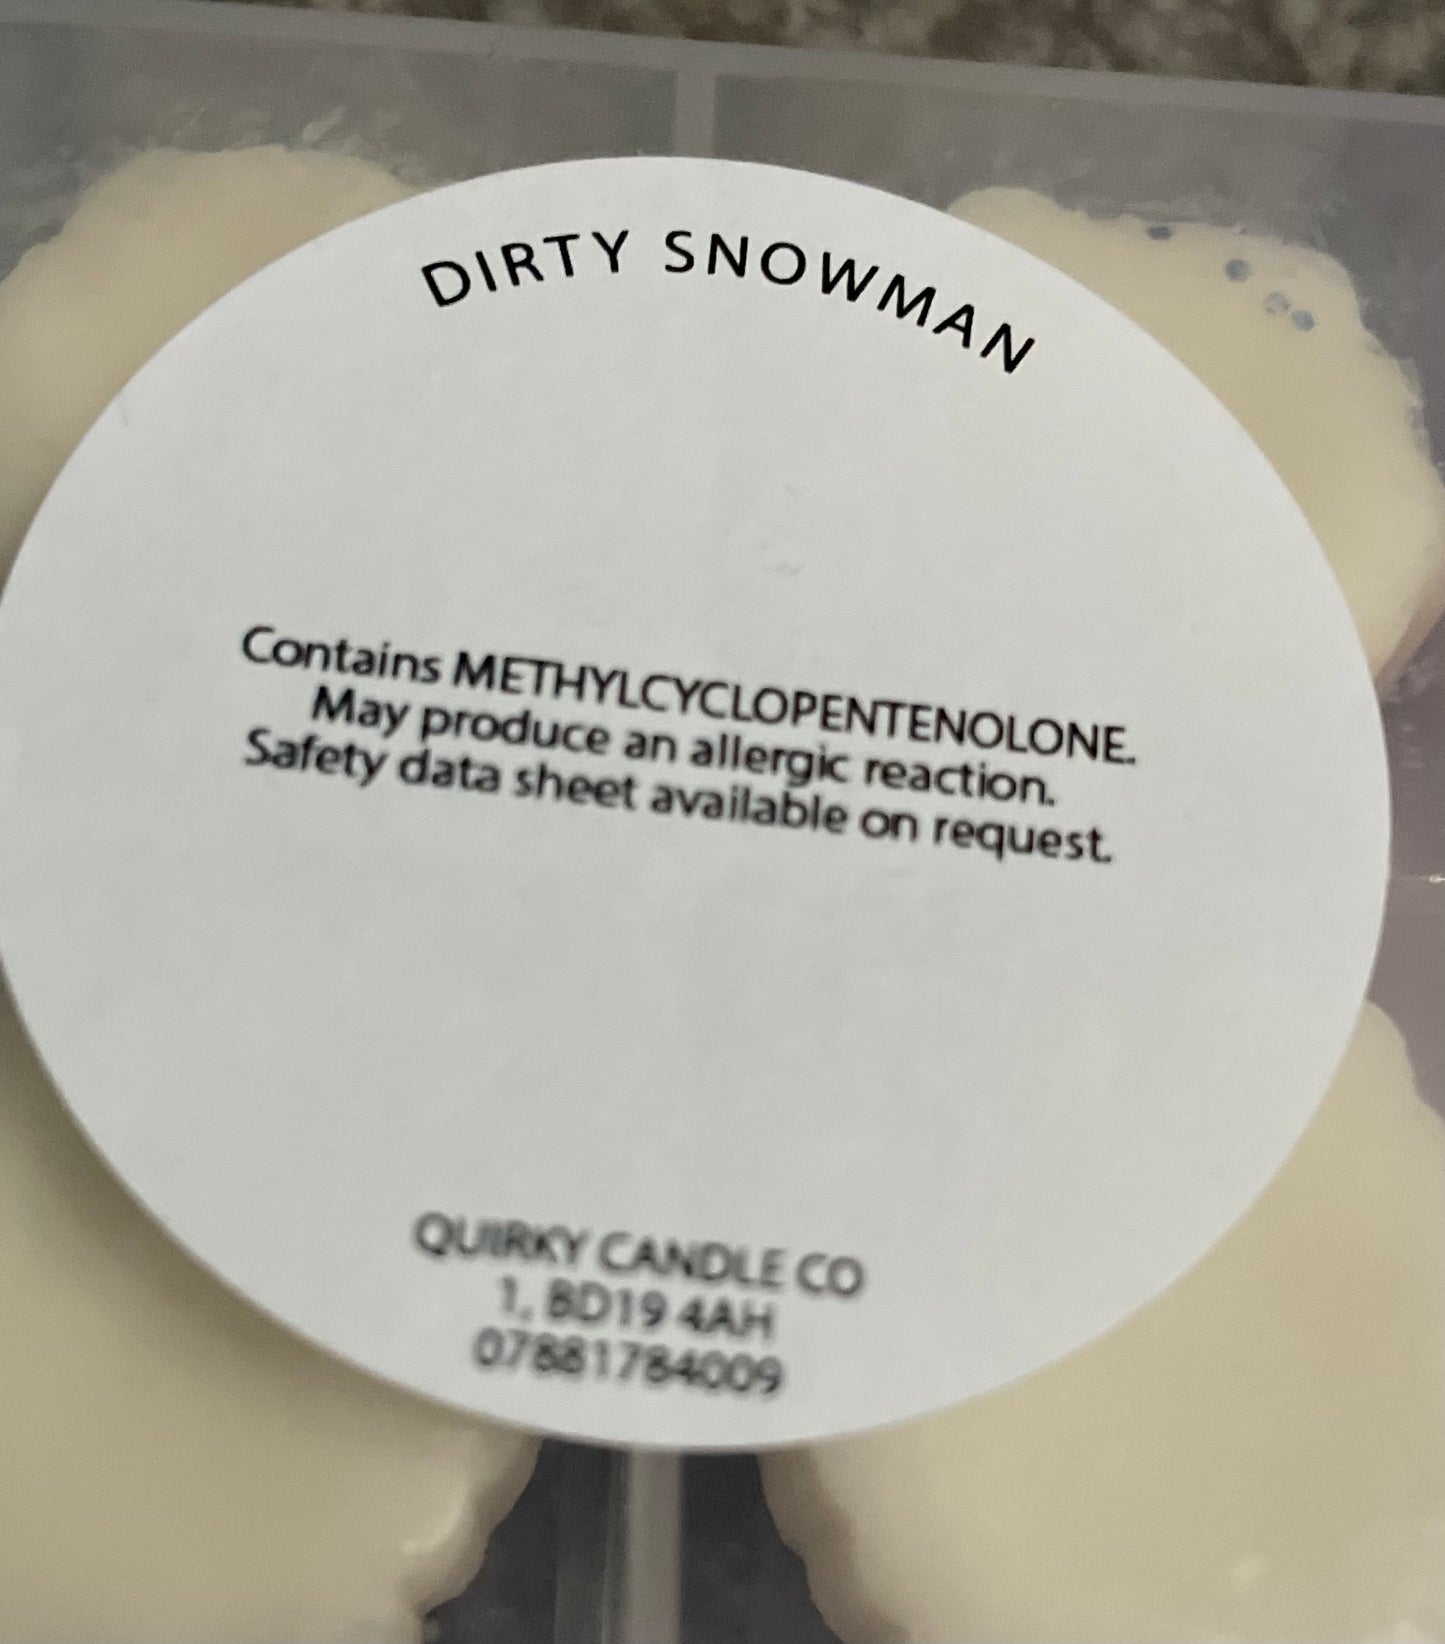 DIRTY SNOWMAN
Contains METHYLCYCLOPENTENOLONE.
May produce an allergic reaction.
Safety data sheet available on request.
QUIRKY CANDLE CO
1, BD19 4AH
07881784009